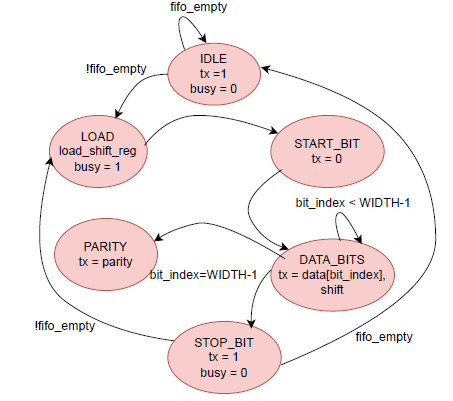 fifo_empty
IDLE
tx =1
busy = 0
!fifo_empty
LOAD
load_shift_reg
busy = 1
START_BIT
tx = 0
bit_index < WIDTH-1
PARITY
tx = parity
DATA_BITS
tx = data[bit_index],
shift
bit_index=WIDTH-1
!fifo_empty
fifo_empty
STOP_BIT
tx = 1
busy = 0